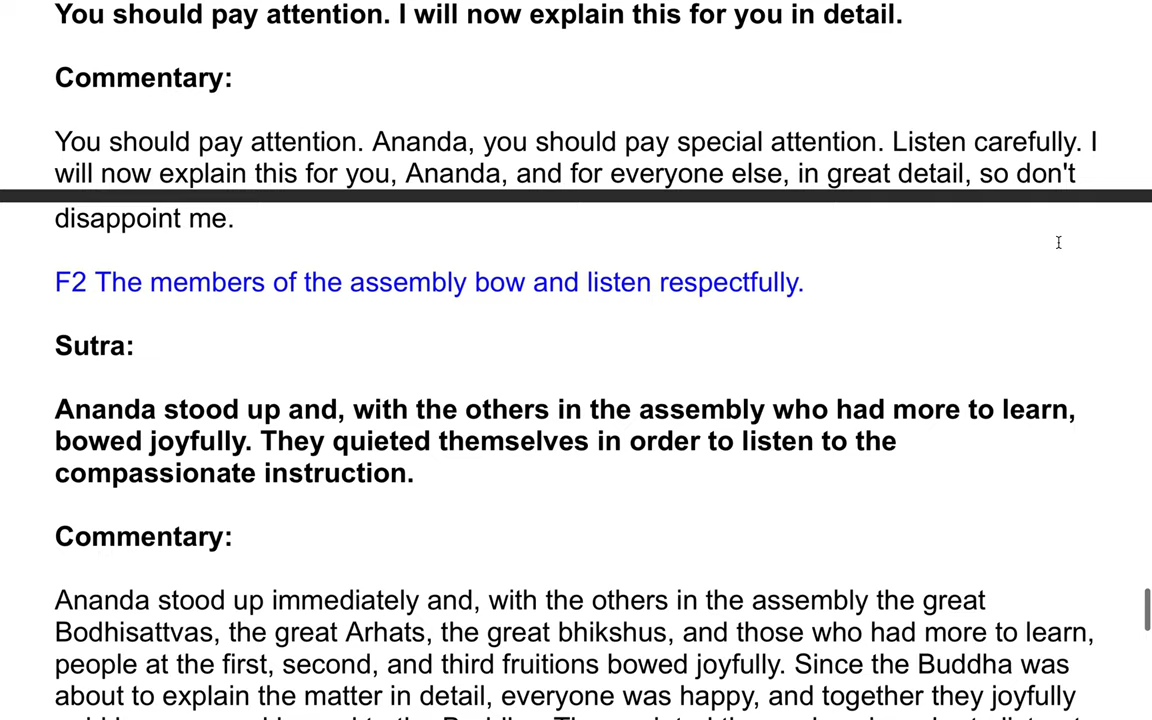 You should pay attention. I will now explain this for you in detail.
Commentary:
You should pay attention. Ananda, you should pay special attention. Listen carefully. I
will now explain this for you, Ananda, and for everyone else, in great detail, so don't
disappoint me.
F2 The members of the assembly bow and listen respectfully.
Sutra:
Ananda stood up and, with the others in the assembly who had more to learn,
bowed joyfully. They quieted themselves in order to listen to the
compassionate instruction.
Commentary:
Ananda stood up immediately and, with the others in the assembly the great
Bodhisattvas, the great Arhats, the great bhikshus, and those who had more to learn,
people at the first, second, and third fruitions bowed joyfully. Since the Buddha was
about to explain the matter in detail, everyone was happy, and together they joyfully